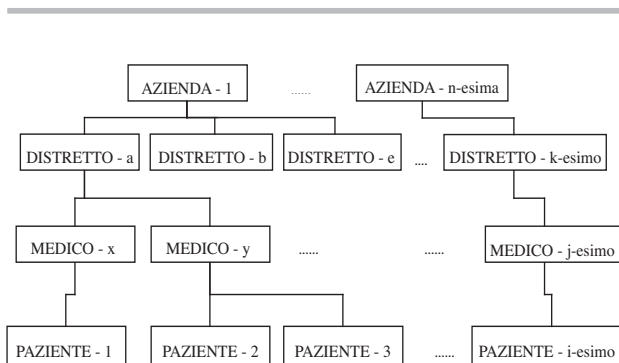 AZIENDA - 1 ...... AZIENDA - n-esima
DISTRETTO - a DISTRETTO - b DISTRETTO - e .... DISTRETTO - k-esimo
MEDICO - x MEDICO - y ...... ...... MEDICO - j-esimo
PAZIENTE - 1 PAZIENTE - 2 PAZIENTE - 3 ...... PAZIENTE - i-esimo